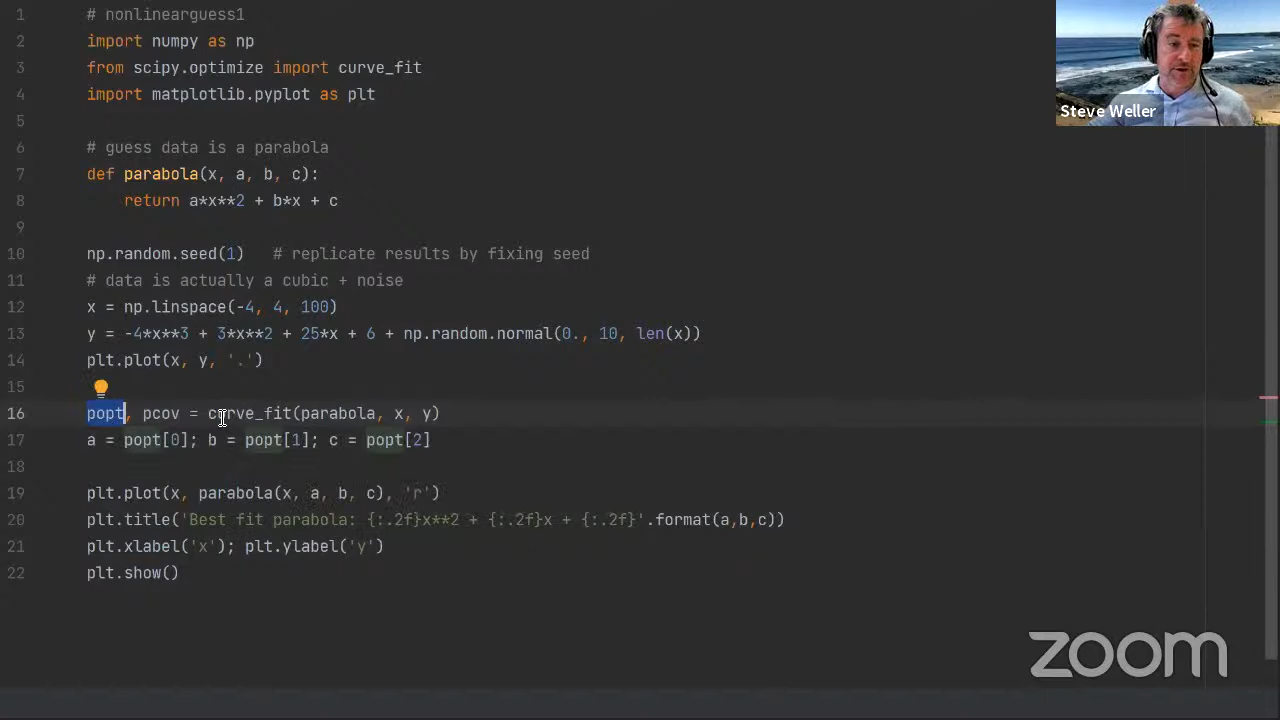 1 # nonlinearguess1
2 import numpy as np
3 from scipy.optimize import curve_fit
4 import matplotlib.pyplot as plt
5
6 # guess data is a parabola
7 def parabola(x, a, b, c):
8 return a*x**2 + b*x + c
9
10 np.random.seed(1) # replicate results by fixing seed
11 # data is actually a cubic + noise
12 x = np.linspace(-4, 4, 100)
13 y = -4*x**3 + 3*x**2 + 25*x + 6 + np.random.normal(0., 10, len(x))
14 plt.plot(x, y, '.')
15
16 popt, pcov = curve_fit(parabola, x, y)
17 a = popt[0]; b = popt[1]; c = popt[2]
18
19 plt.plot(x, parabola(x, a, b, c), 'r')
20 plt.title('Best fit parabola: {:.2f}x**2 + {:.2f}x + {:.2f}'.format(a,b,c))
21 plt.xlabel('x'); plt.ylabel('y')
22 plt.show()
Steve Weller
zoom